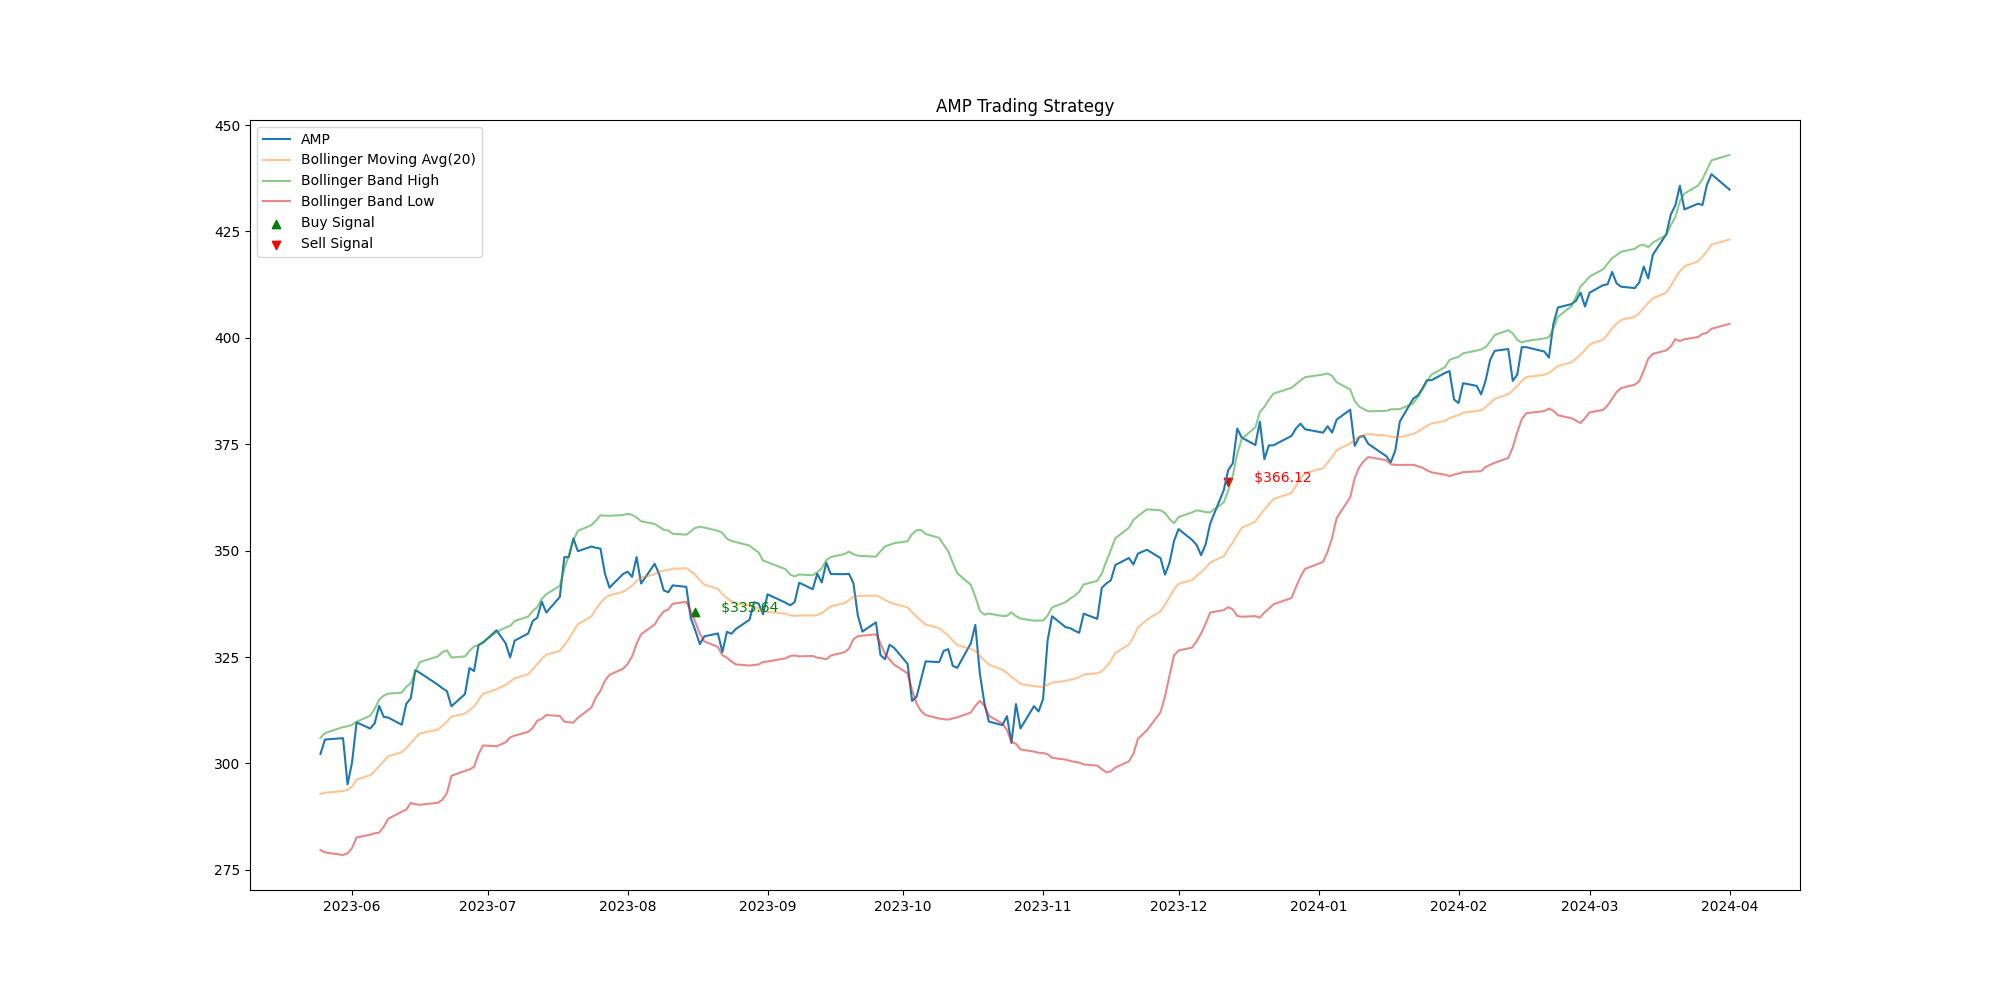 AMP Trading Strategy
450
425
400
375
350
325
300
275
AMP
Bollinger Moving Avg(20)
Bollinger Band High
Bollinger Band Low
Buy Signal
Sell Signal
$366.12
$335.64
2023-06 2023-07 2023-08 2023-09 2023-10 2023-11 2023-12 2024-01 2024-02 2024-03 2024-04